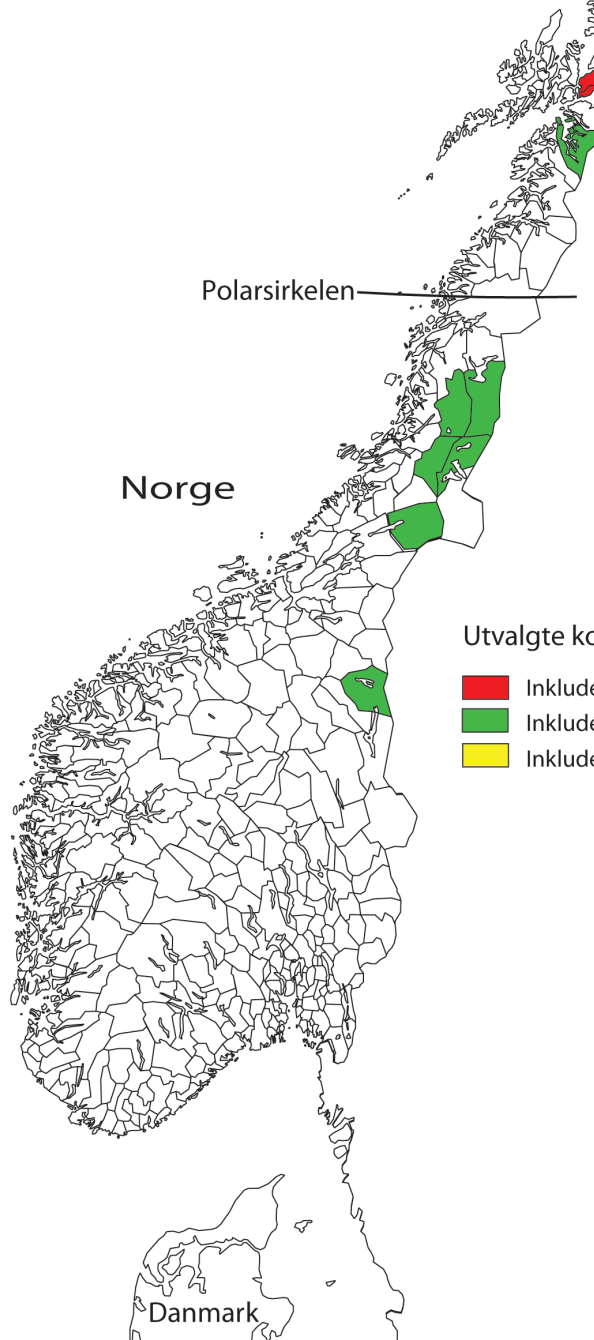 Polarsirkelen
Norge
Utvalgte ko
Inklude
Inklude
Inklude
Danmark